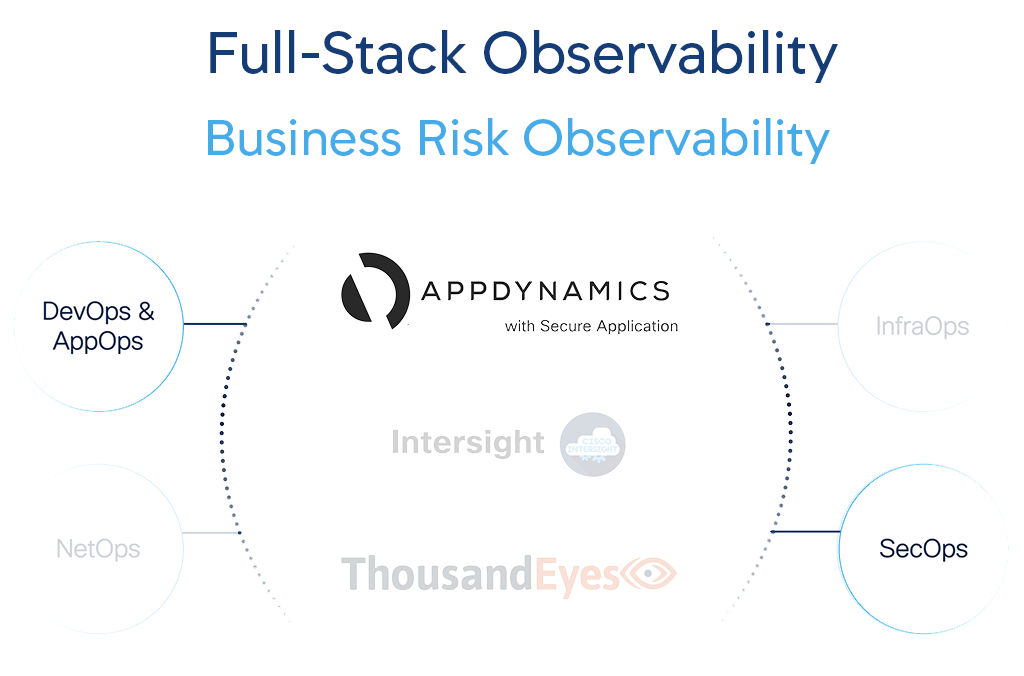 Full-Stack Observability
Business Risk Observability
DevOps &
AppOps
APPDYNAMICS
with Secure Application
InfraOps
Intersight
CISCO
INTERSIGHT
NetOps
ThousandEyes
SecOps